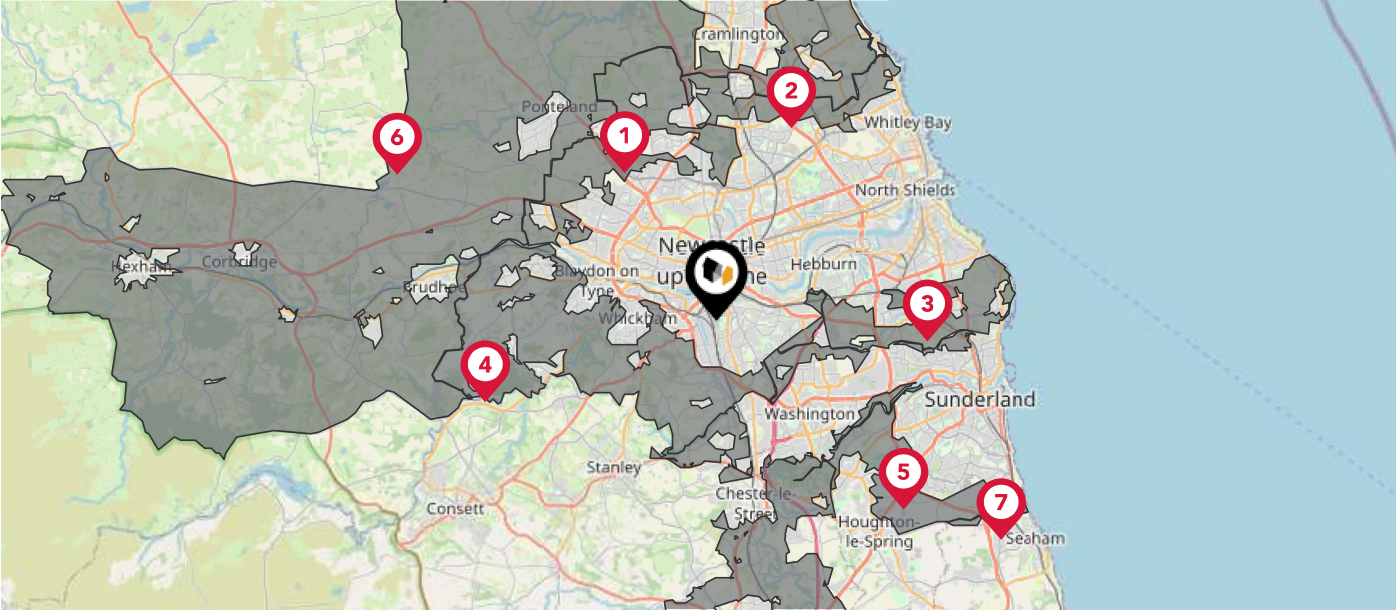 Cramlington
2
Ponteland
1
Whitley Bay
6
North Shields
Newcastle
Hexham
Corbridge
Hebburn
upon Tyne
Blaydon on
Tyne
Prudhoe
3
Whickham
4
Sunderland
Washington
Stanley
5
Chester-le-
Street
7
Consett
Houghton-
le-Spring
Seaham